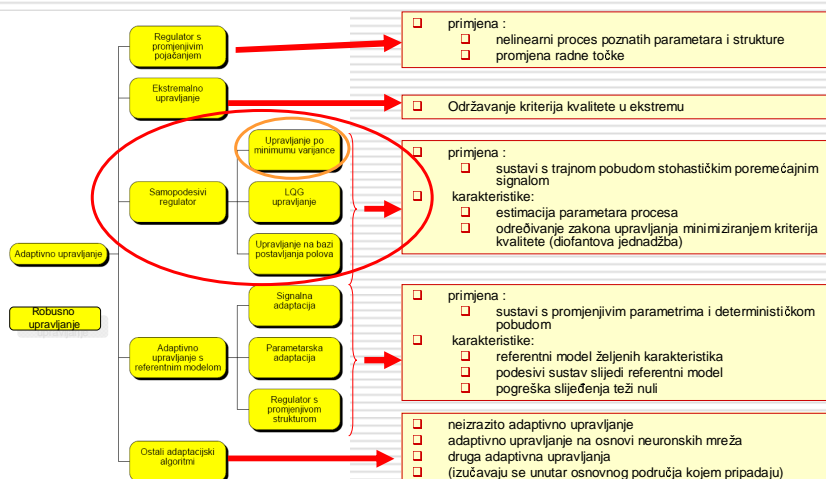 Regulator s
promjenjivim
pojačanjem
primjena :
nelinearni proces poznatih parametara i strukture
promjena radne točke
Ekstremalno
upravljanje
Održavanje kriterija kvalitete u ekstremu
Samopodesivi
regulator
Upravljanje po
minimumu varijance
LQG
upravljanje
Upravljanje na bazi
postavljanja polova
primjena :
sustavi s trajnom pobudom stohastičkim poremećajnim
signalom
karakteristike:
estimacija parametara procesa
određivanje zakona upravljanja minimiziranjem kriterija
kvalitete (diofantova jednadžba)
Adaptivno upravljanje
Robusno
upravljanje
Adaptivno
upravljanje s
referentnim modelom
Signalna
adaptacija
Parametarska
adaptacija
Regulator s
promjenjivom
strukturom
primjena :
sustavi s promjenjivim parametrima i determinističkom
pobudom
karakteristike:
referentni model željenih karakteristika
podesivi sustav slijedi referentni model
pogreška slijeđenja teži nuli
Ostali adaptacijski
algoritmi
neizrazito adaptivno upravljanje
adaptivno upravljanje na osnovi neuronskih mreža
druga adaptivna upravljanja
(izučavaju se unutar osnovnog područja kojem pripadaju)